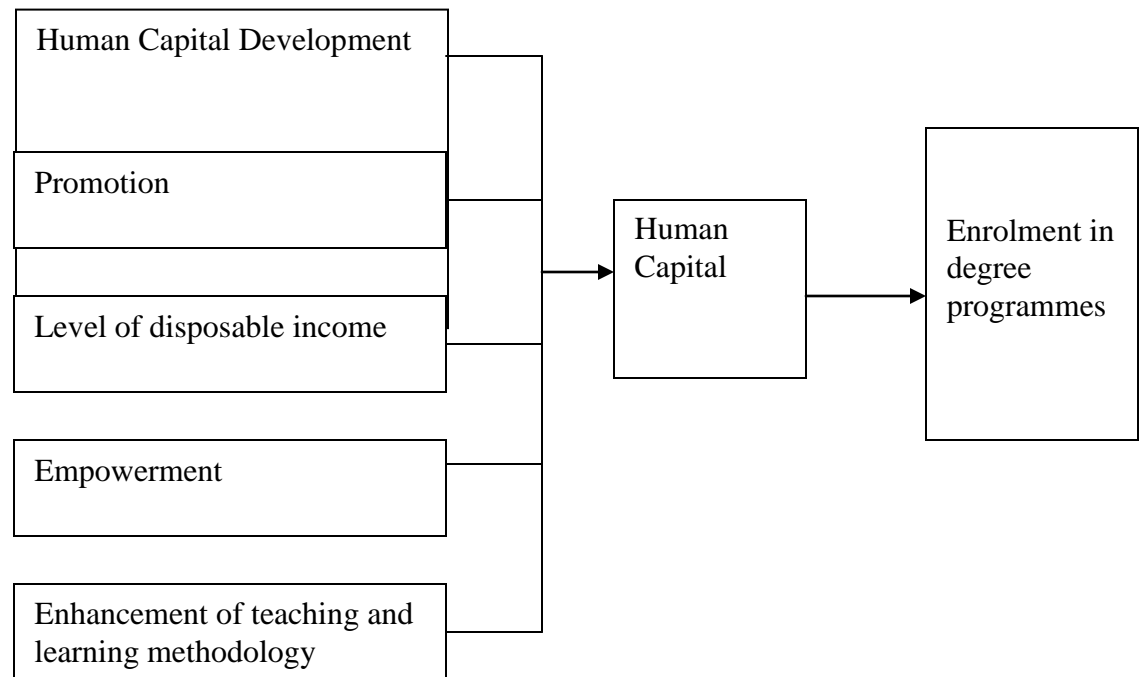 Human Capital Development
Promotion
Level of disposable income
Empowerment
Enhancement of teaching and
learning methodology
Human
Capital
Enrolment in
degree
programmes